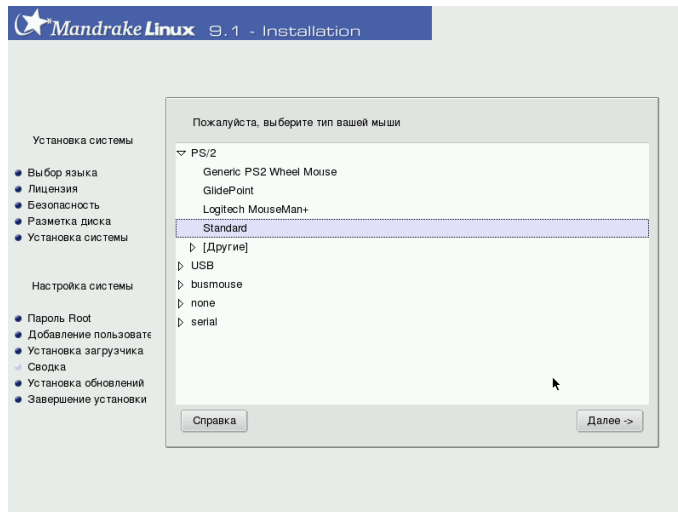 Mandrake Linux 9.1 - Installation
Установка системы
Выбор языка
Лицензия
Безопасность
Разметка диска
Установка системы
Настройка системы
Пароль Root
Добавление пользовате
Установка загрузчика
Сводка
Установка обновлений
Завершение установки
Пожалуйста, выберите тип вашей мыши
PS/2
Generic PS2 Wheel Mouse
GlidePoint
Logitech MouseMan+
Standard
[Другие]
USB
busmouse
none
serial
Справка
Далее ->